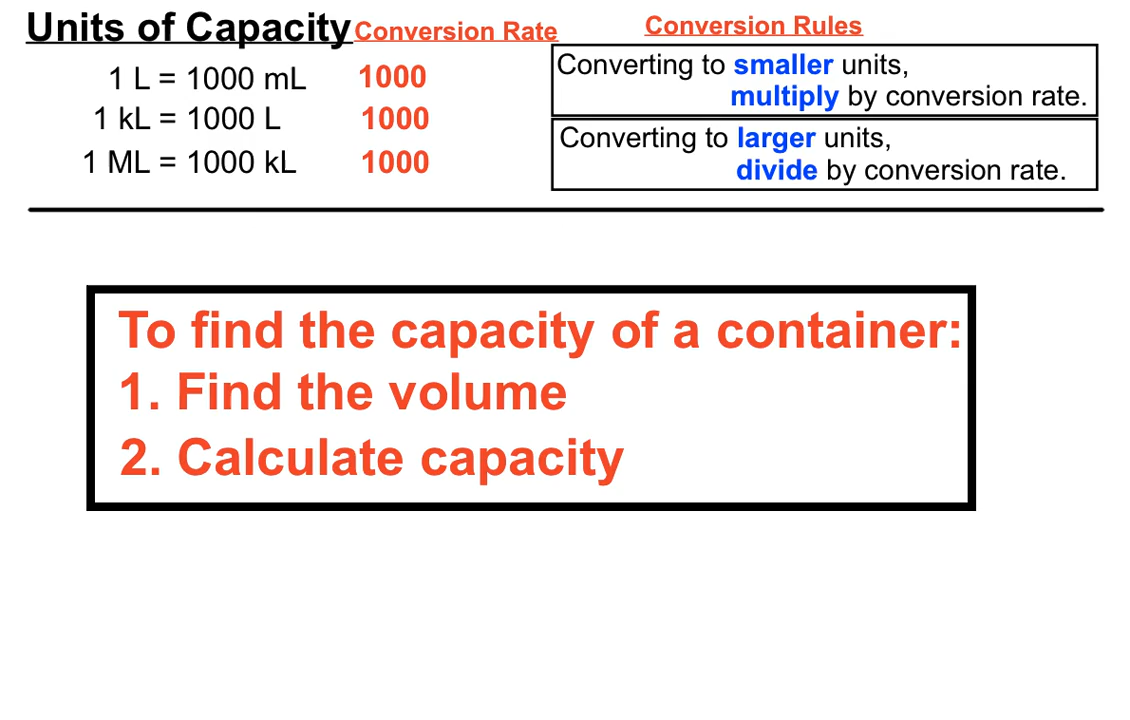 Units of Capacity Conversion Rate
1 L = 1000 mL 1000
1 kL = 1000 L 1000
1 ML = 1000 kL 1000
Conversion Rules
Converting to smaller units,
multiply by conversion rate.
Converting to larger units,
divide by conversion rate.
To find the capacity of a container:
1. Find the volume
2. Calculate capacity